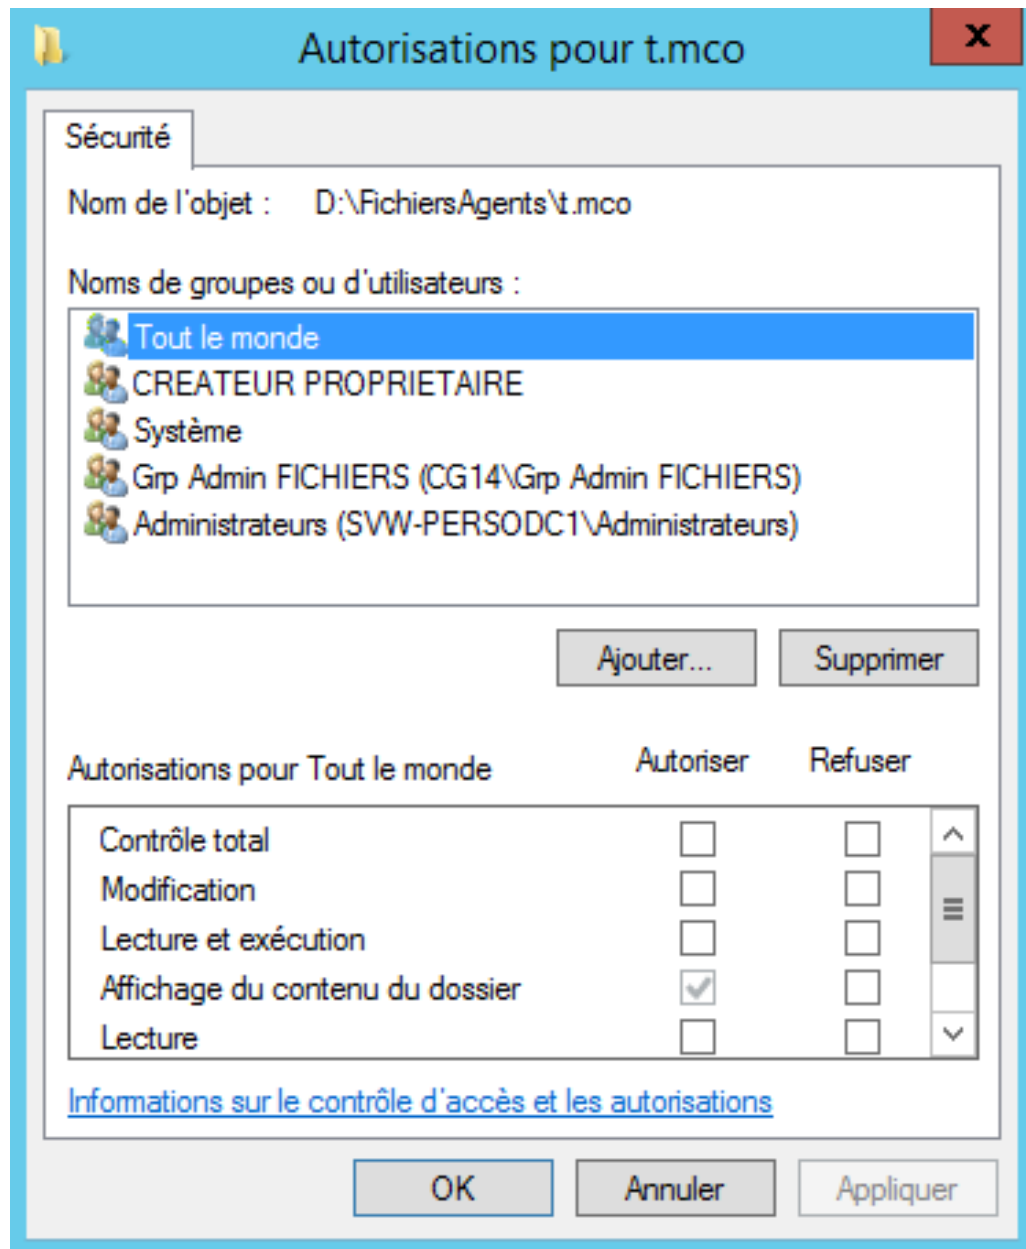 Autorisations pour t.mco
x
Sécurité
Nom de l'objet : D:\FichiersAgents\t.mco
Noms de groupes ou d'utilisateurs :
Tout le monde
CREATEUR PROPRIETAIRE
Système
Grp Admin FICHIERS (CG14\Grp Admin FICHIERS)
Administrateurs (SVW-PERSODC1\Administrateurs)
Ajouter... Supprimer
Autorisations pour Tout le monde Autoriser Refuser
Contrôle total
Modification
Lecture et exécution
Affichage du contenu du dossier
Lecture
Informations sur le contrôle d'accès et les autorisations
OK Annuler Appliquer